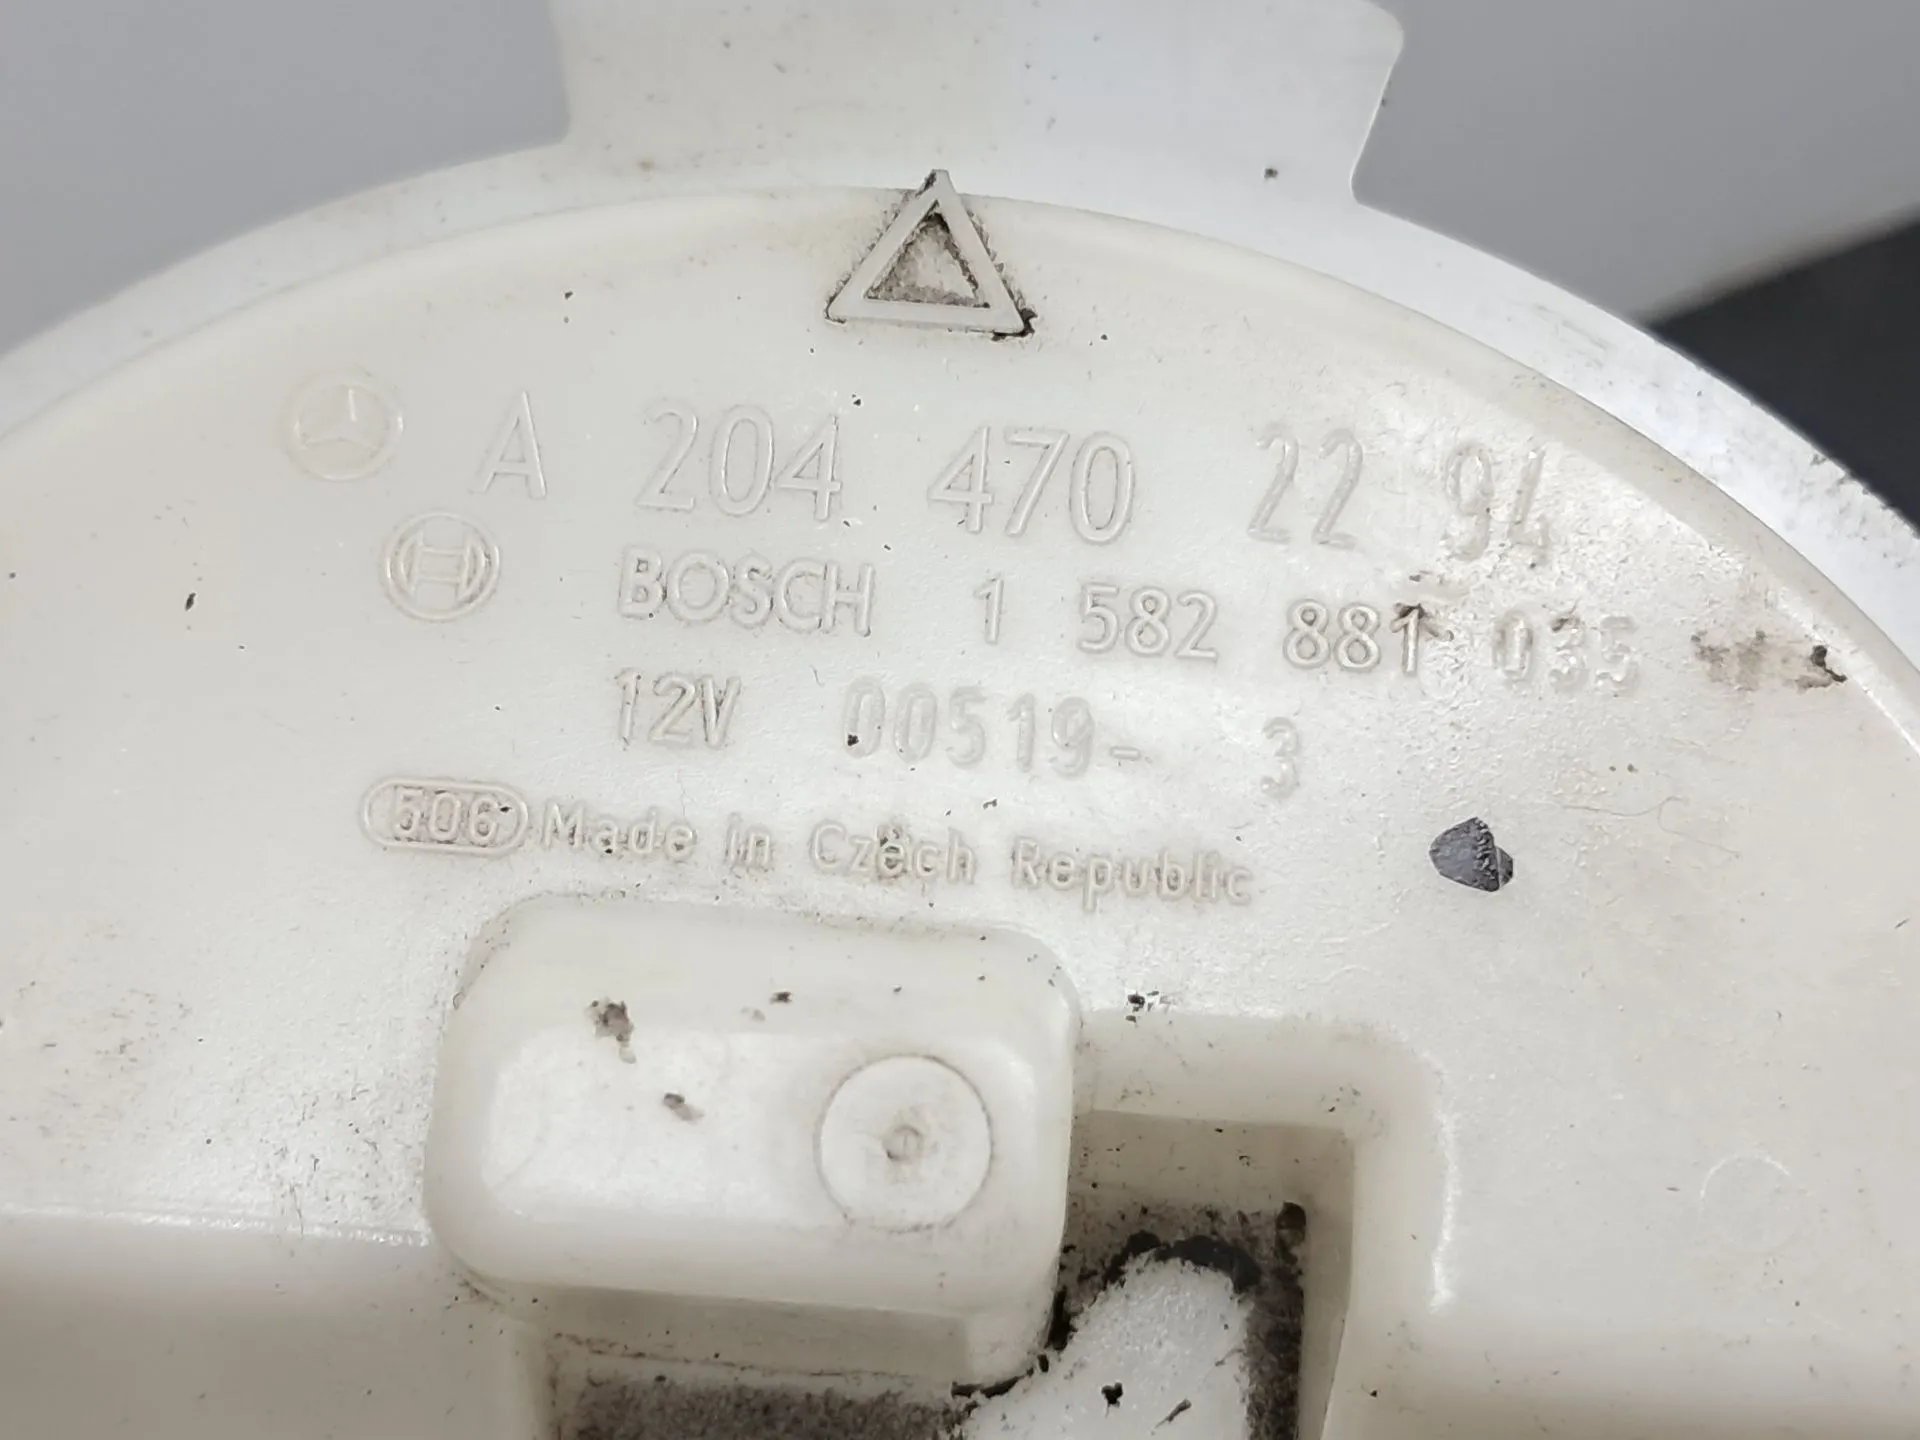 A 204 470 22 94
BOSCH 1 582 881 035
12V 00519- 3
506 Made in Czech Republic